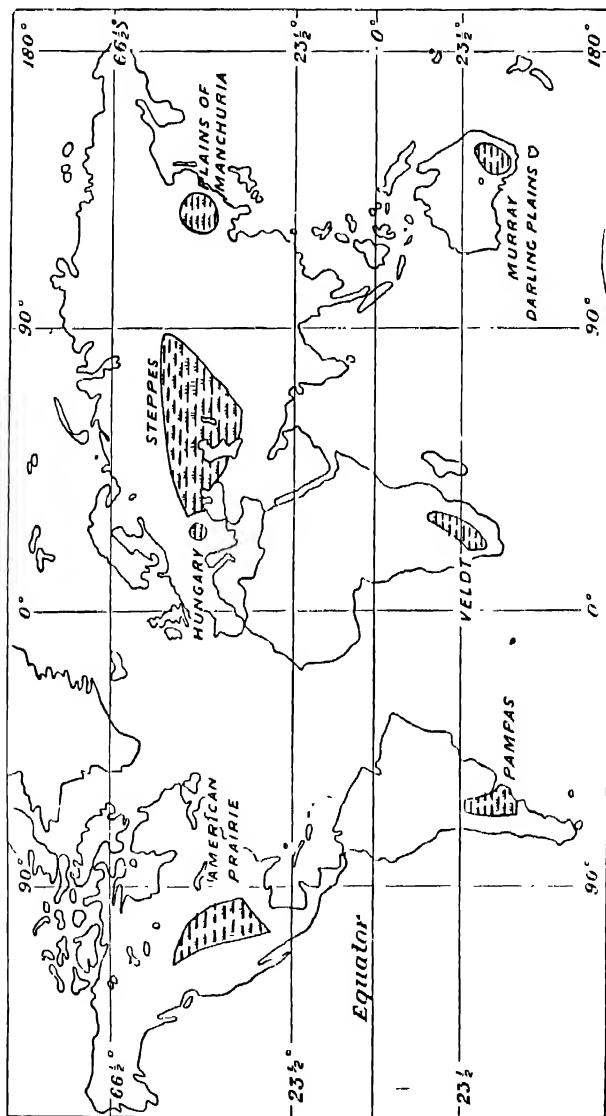 90° 0° 90° 180°
66½° 66½°
STEPPES
HUNGARY
AMERICAN
PRAIRIE
PLAINS OF
MANCHURIA
23½° 23½°
Equator 0°
23½° 23½°
VELDT
PAMPAS
MURRAY
DARLING PLAINS
90° 0° 90° 180°